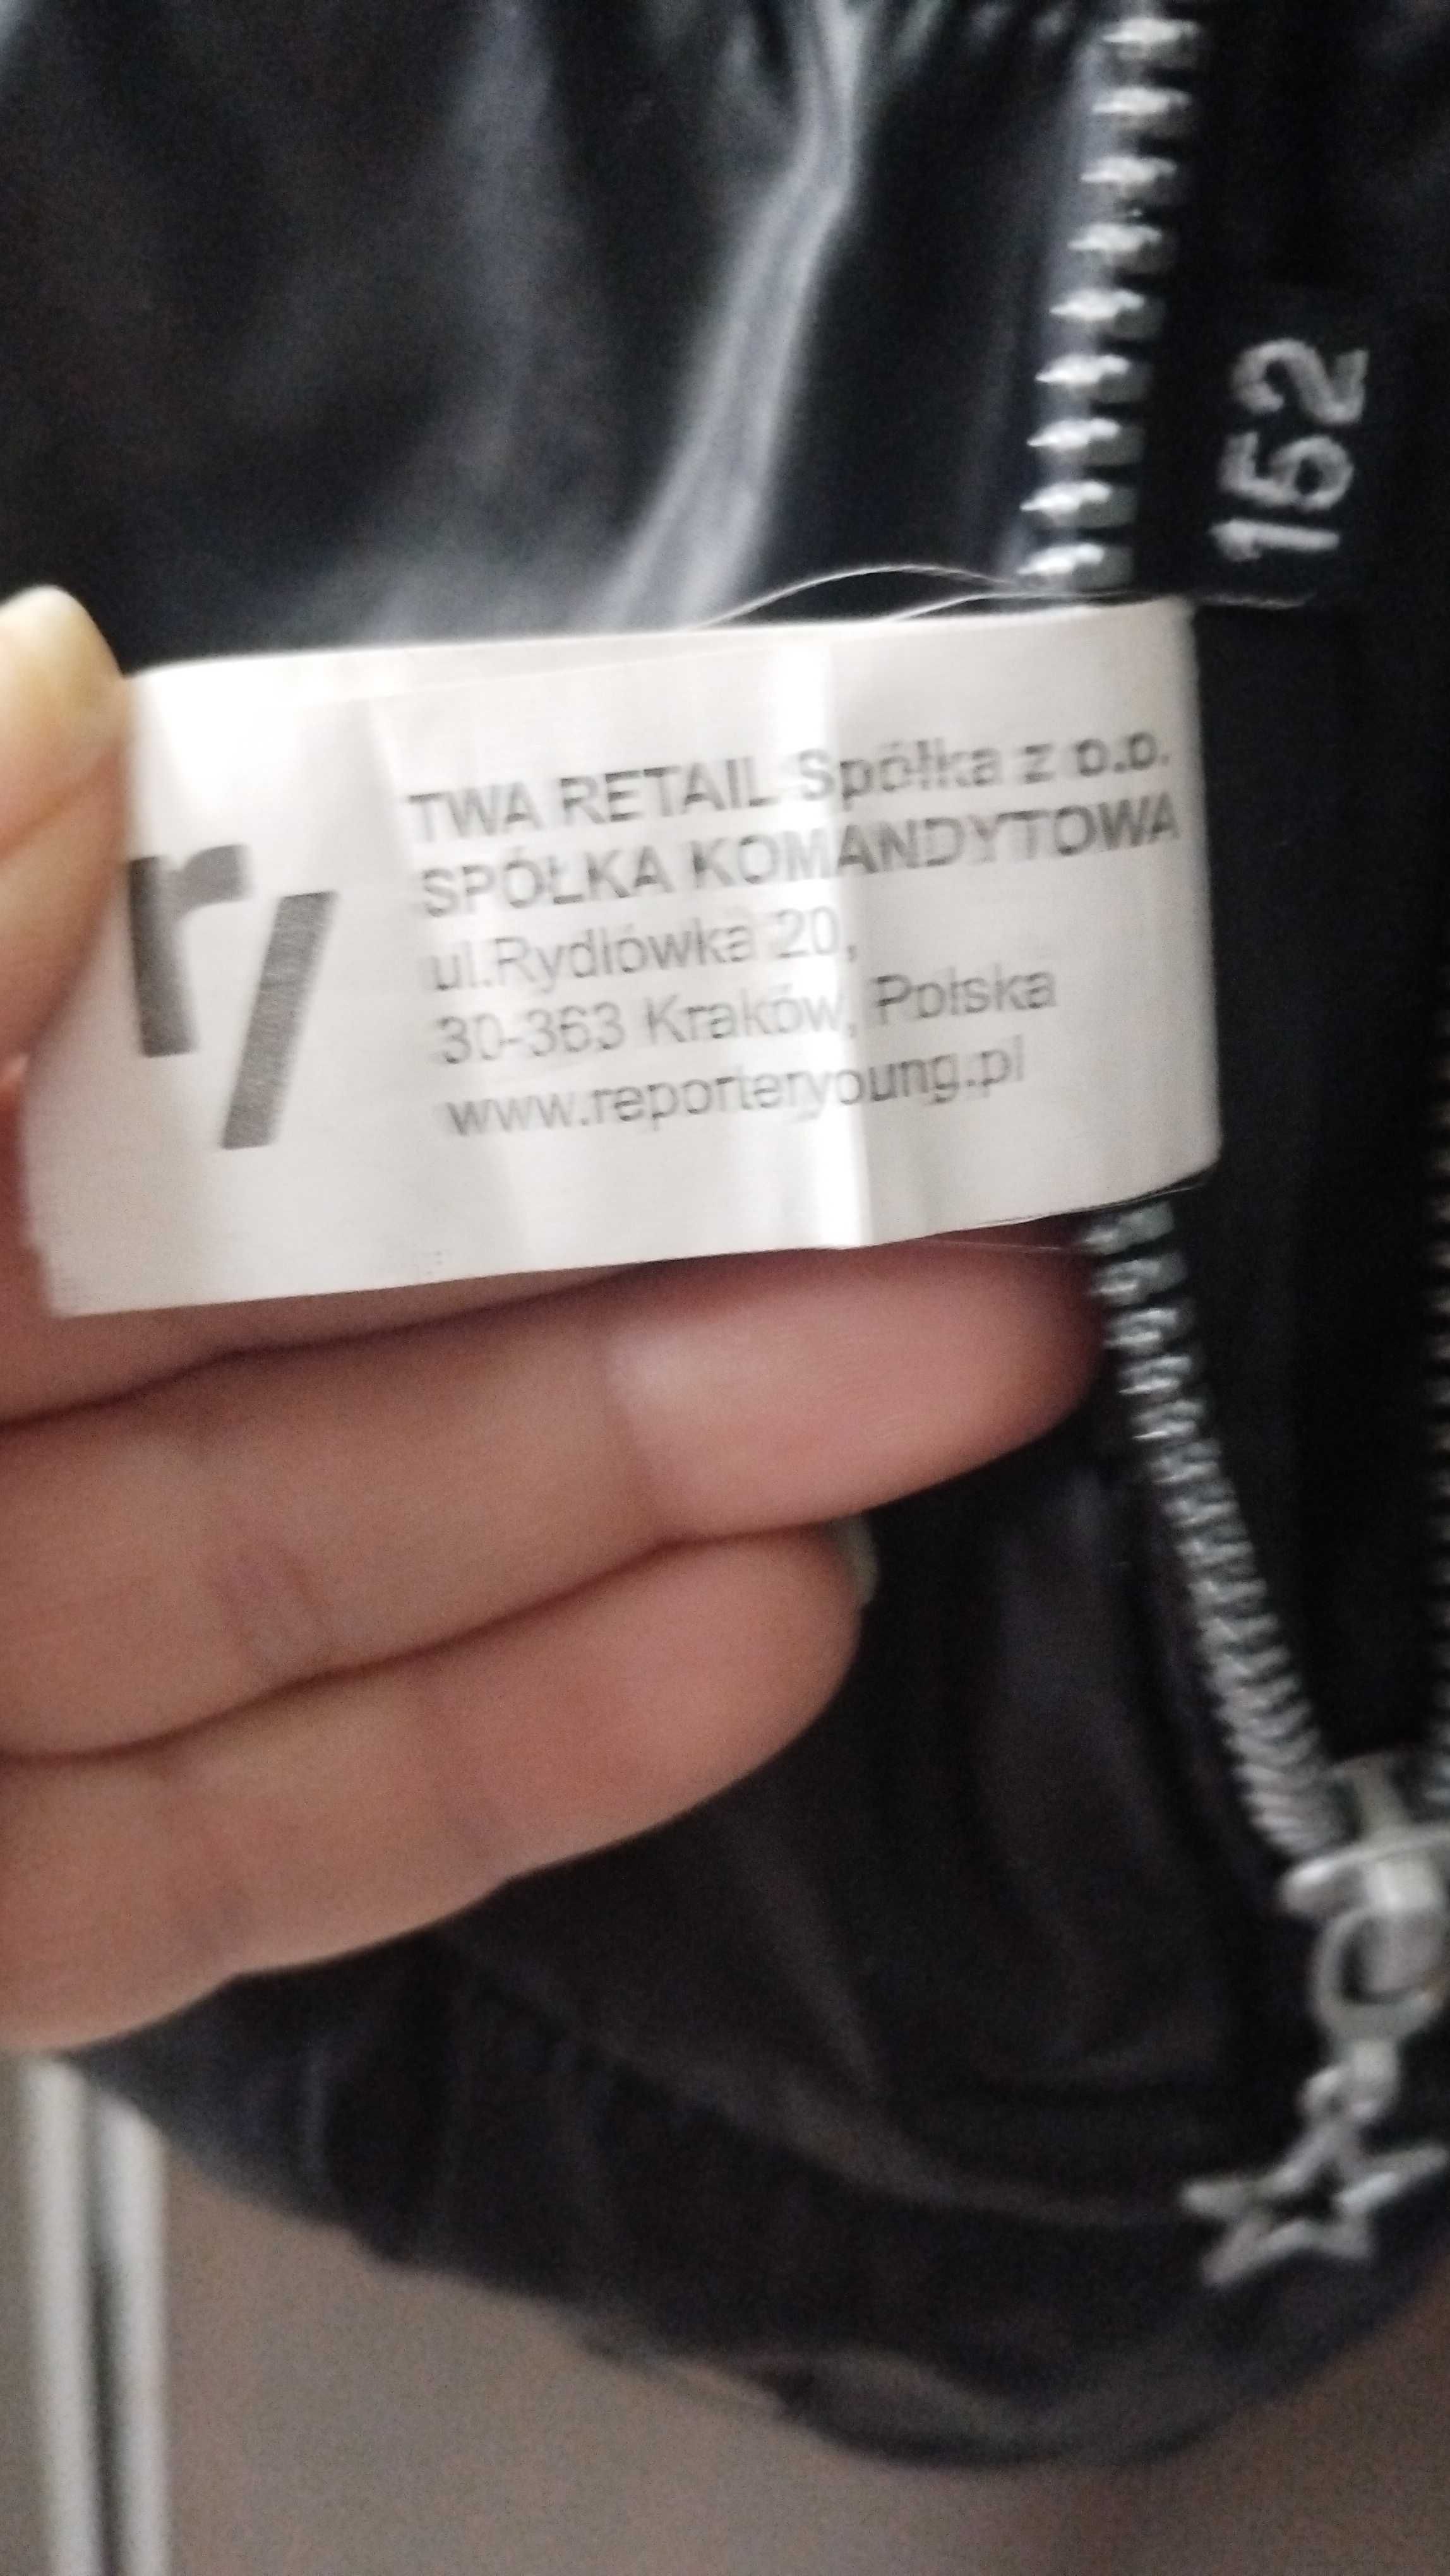 152
r/
TWA RETAIL Spółka z o.o.
SPÓŁKA KOMANDYTOWA
ul.Rydlówka 20,
30-363 Kraków, Polska
www.reporteryoung.pl